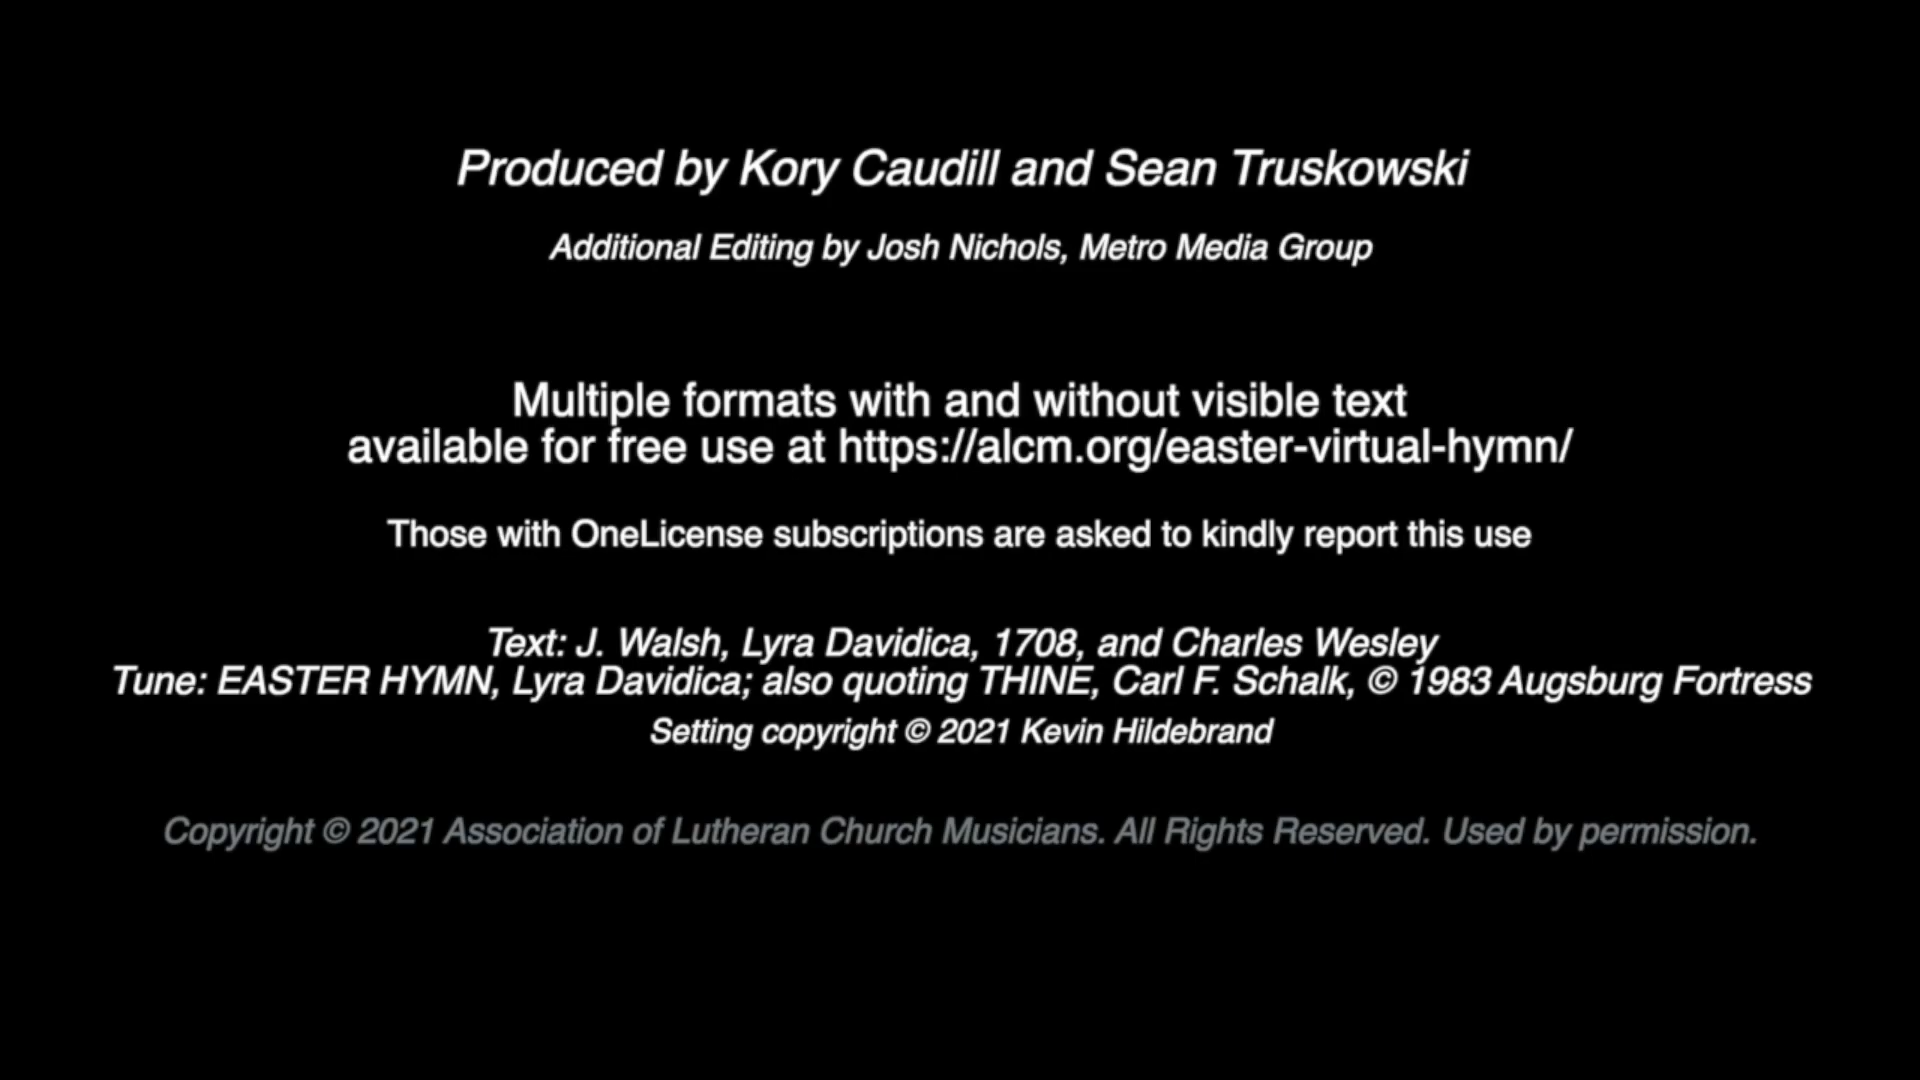 Produced by Kory Caudill and Sean Truskowski
Additional Editing by Josh Nichols, Metro Media Group
Multiple formats with and without visible text
available for free use at https://alcm.org/easter-virtual-hymn/
Those with OneLicense subscriptions are asked to kindly report this use
Text: J. Walsh, Lyra Davidica, 1708, and Charles Wesley
Tune: EASTER HYMN, Lyra Davidica; also quoting THINE, Carl F. Schalk, © 1983 Augsburg Fortress
Setting copyright © 2021 Kevin Hildebrand
Copyright © 2021 Association of Lutheran Church Musicians. All Rights Reserved. Used by permission.